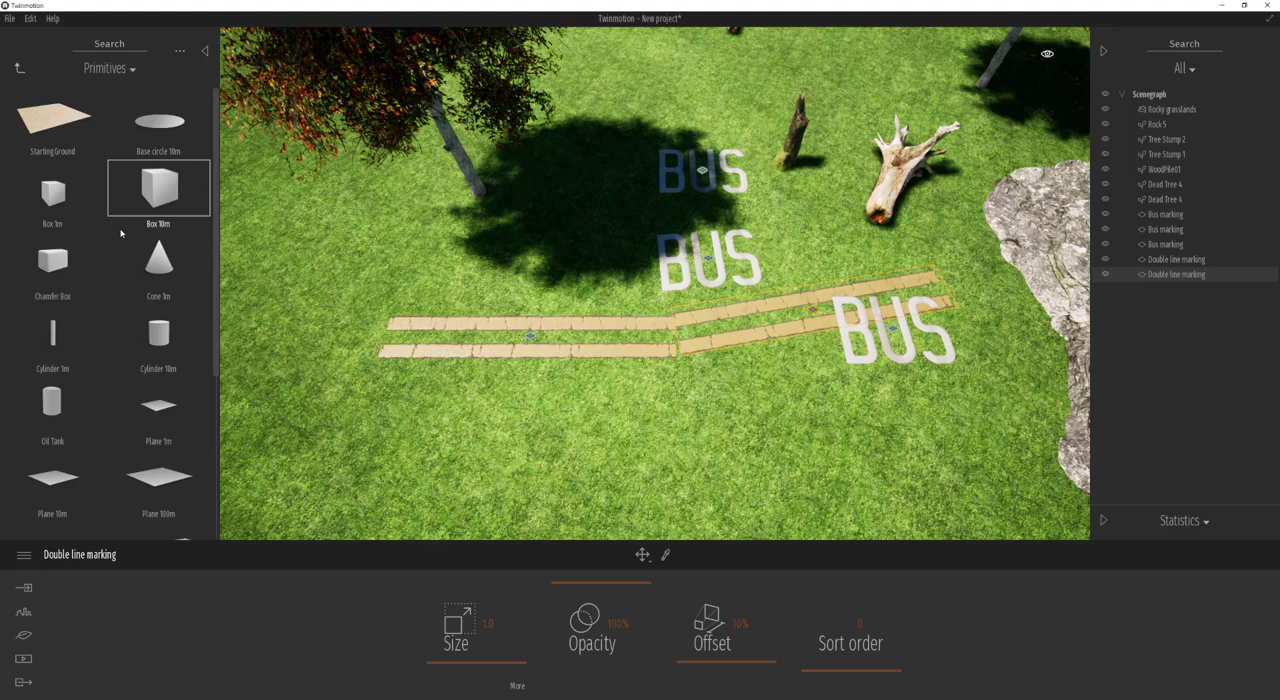 Twinmotion
File Edit Help
Twinmotion - New project*
Search
...
Primitives
Starting Ground
Base circle 10m
Box 1m
Box 10m
Chamfer Box
Cone 1m
Cylinder 1m
Cylinder 10m
Oil Tank
Plane 1m
Plane 10m
Plane 100m
BUS
BUS
BUS
Search
All
Scenegraph
Rocky grasslands
Rock 5
Tree Stump 2
Tree Stump 1
WoodPile01
Dead Tree 4
Dead Tree 4
Bus marking
Bus marking
Bus marking
Double line marking
Double line marking
Statistics
Double line marking
1.0
Size
100%
Opacity
10%
Offset
0
Sort order
More